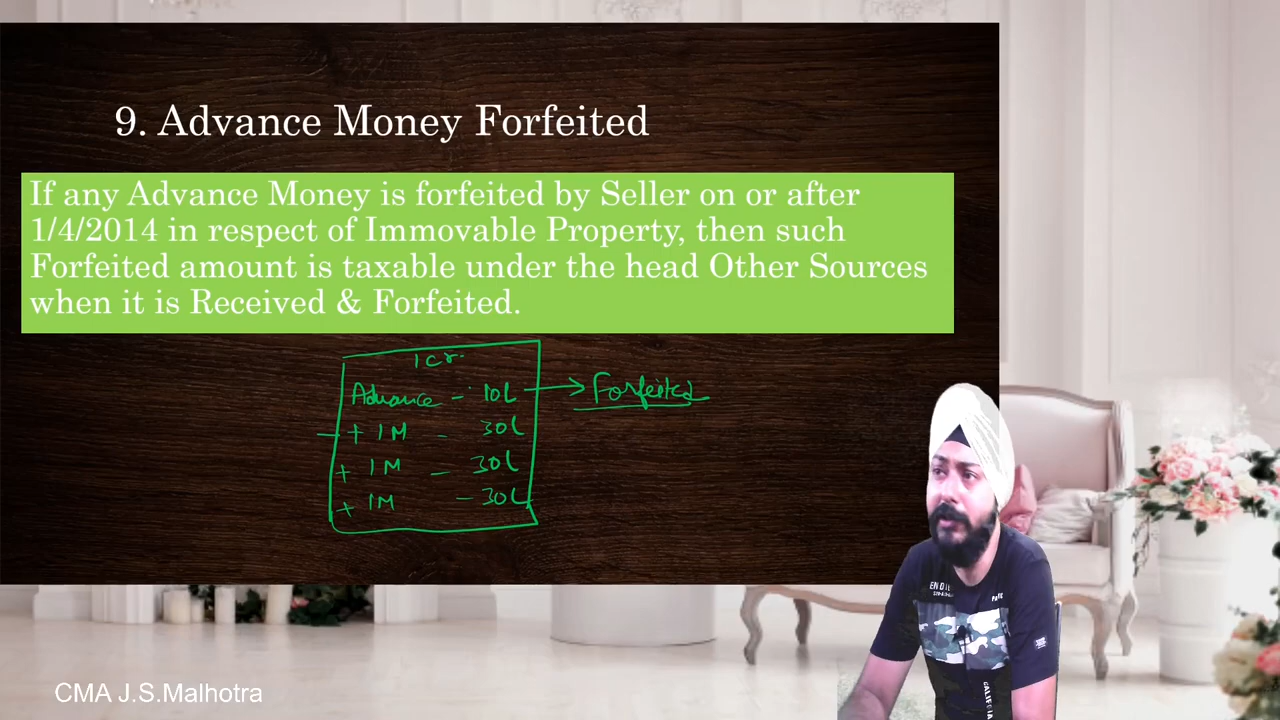 9. Advance Money Forfeited
If any Advance Money is forfeited by Seller on or after
1/4/2014 in respect of Immovable Property, then such
Forfeited amount is taxable under the head Other Sources
when it is Received & Forfeited.
1 cr.
Advance - 10L → Forfeited
+ 1M - 30L
+ 1M - 30L
+ 1M - 30L
CMA J.S.Malhotra